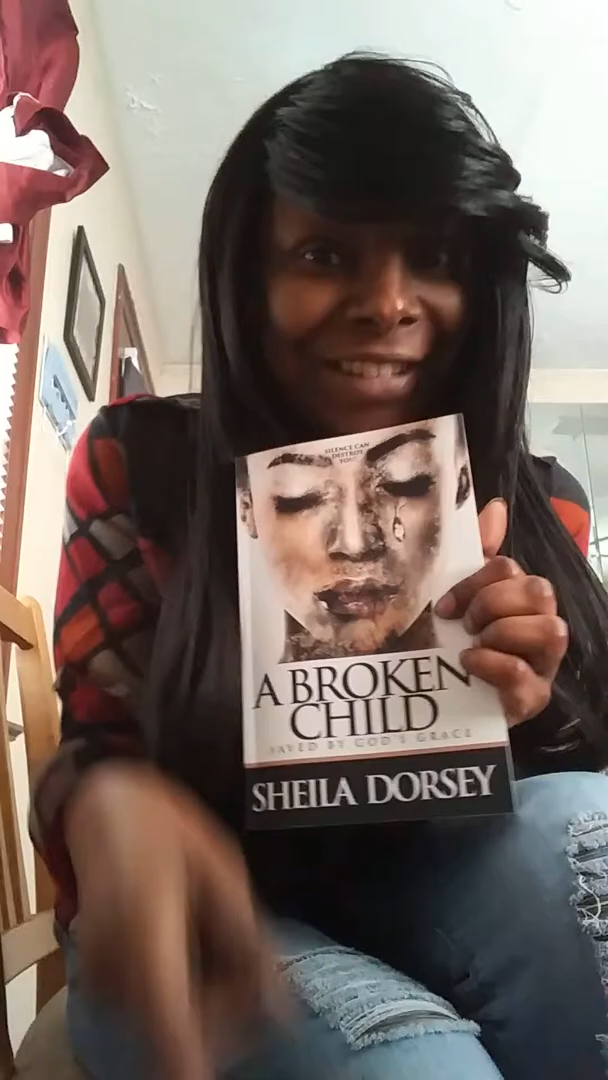 SILENCE CAN
DESTROY
YOU!
A BROKEN
CHILD
SAVED BY GOD'S GRACE
SHEILA DORSEY